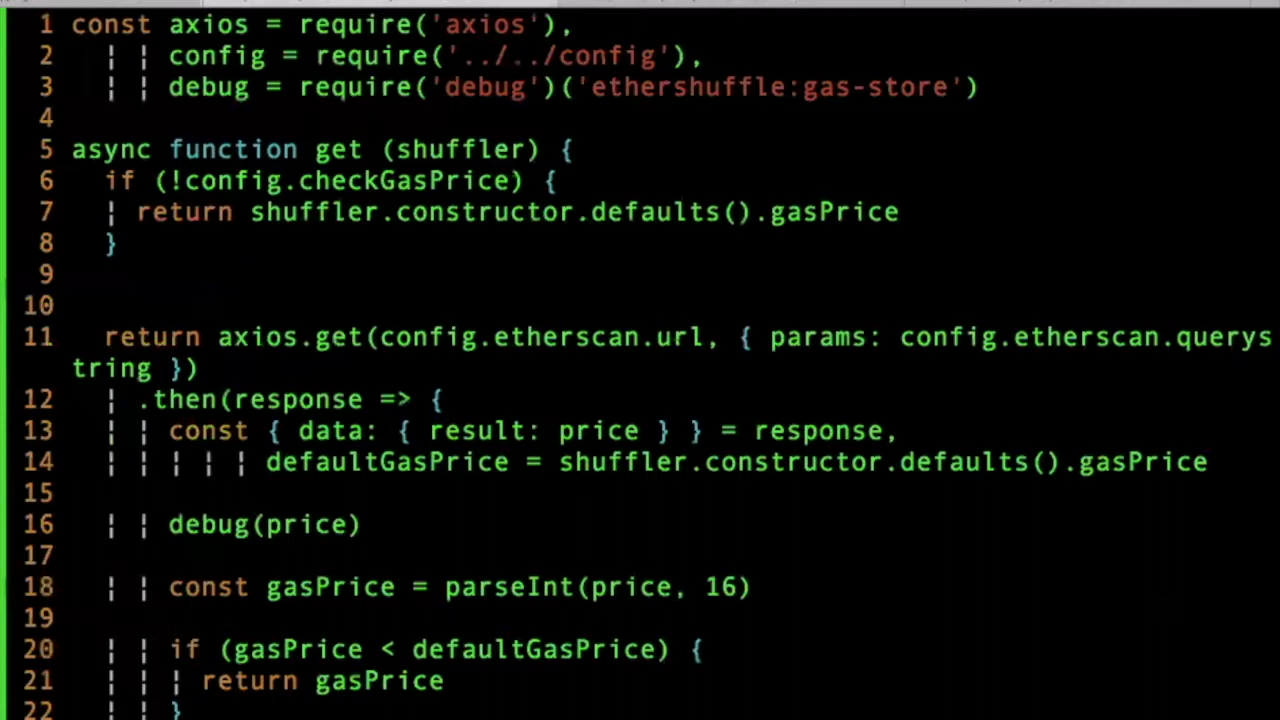 1 const axios = require('axios'),
2 config = require('../../config'),
3 debug = require('debug')('ethershuffle:gas-store')
4
5 async function get (shuffler) {
6 if (!config.checkGasPrice) {
7 return shuffler.constructor.defaults().gasPrice
8 }
9
10
11 return axios.get(config.etherscan.url, { params: config.etherscan.querys
tring })
12 .then(response => {
13 const { data: { result: price } } = response,
14 defaultGasPrice = shuffler.constructor.defaults().gasPrice
15
16 debug(price)
17
18 const gasPrice = parseInt(price, 16)
19
20 if (gasPrice < defaultGasPrice) {
21 return gasPrice
22 }